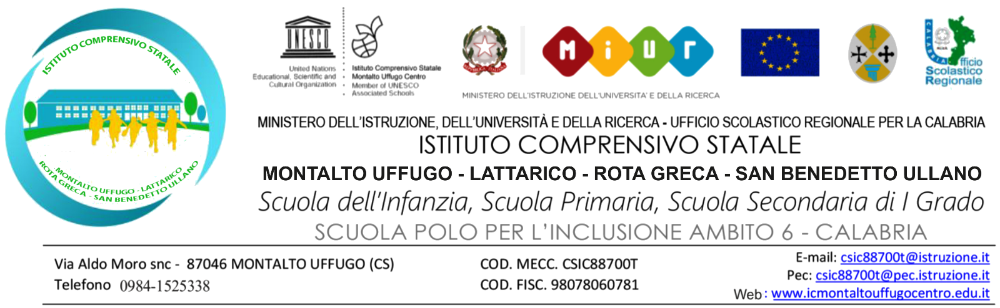 ISTITUTO COMPRENSIVO STATALE
MONTALTO UFFUGO - LATTARICO
ROTA GRECA - SAN BENEDETTO ULLANO
UNESCO
United Nations
Educational, Scientific and
Cultural Organization
Istituto Comprensivo Statale
Montalto Uffugo Centro
Member of UNESCO
Associated Schools
REPVBBLICA ITALIANA
MiUr
MINISTERO DELL'ISTRUZIONE DELL'UNIVERSITA' E DELLA RICERCA
CALABRIA
Ufficio
Scolastico
Regionale
MINISTERO DELL'ISTRUZIONE, DELL'UNIVERSITÀ E DELLA RICERCA - UFFICIO SCOLASTICO REGIONALE PER LA CALABRIA
ISTITUTO COMPRENSIVO STATALE
MONTALTO UFFUGO - LATTARICO - ROTA GRECA - SAN BENEDETTO ULLANO
Scuola dell'Infanzia, Scuola Primaria, Scuola Secondaria di I Grado
SCUOLA POLO PER L'INCLUSIONE AMBITO 6 - CALABRIA
Via Aldo Moro snc - 87046 MONTALTO UFFUGO (CS)
Telefono 0984-1525338
COD. MECC. CSIC88700T
COD. FISC. 98078060781
E-mail: csic88700t@istruzione.it
Pec: csic88700t@pec.istruzione.it
Web : www.icmontaltouffugocentro.edu.it